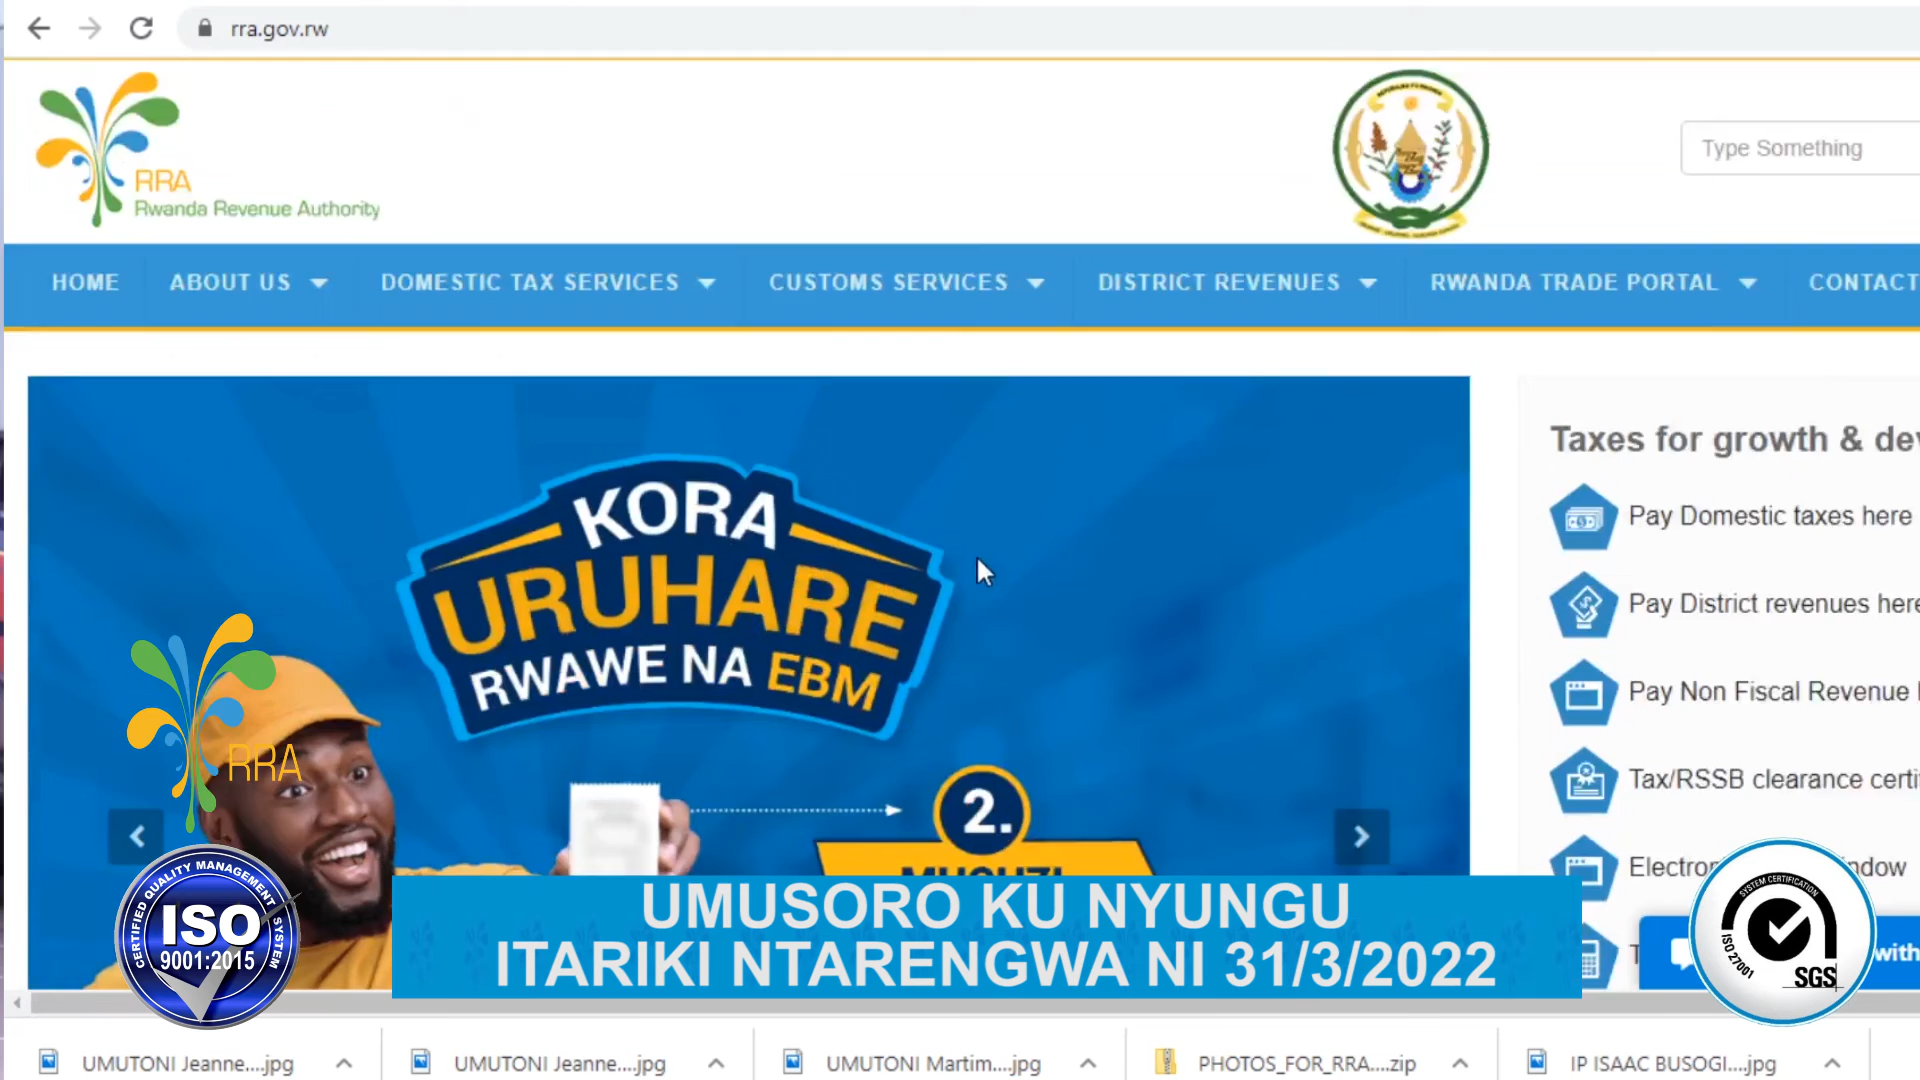 rra.gov.rw
RRA
Rwanda Revenue Authority
Type Something
HOME
ABOUT US
DOMESTIC TAX SERVICES
CUSTOMS SERVICES
DISTRICT REVENUES
RWANDA TRADE PORTAL
CONTACT
KORA
URUHARE
RWAWE NA EBM
2.
Taxes for growth &
Pay Domestic taxes here
Pay District revenues here
Pay Non Fiscal Revenue
Tax/RSSB clearance
with
RRA
CERTIFIED QUALITY MANAGEMENT SYSTEM
ISO
9001:2015
UMUSORO KU NYUNGU
ITARIKI NTARENGWA NI 31/3/2022
SYSTEM CERTIFICATION
ISO 27001
SGS
UMUTONI Jeanne....jpg
UMUTONI Jeanne....jpg
UMUTONI Martim....jpg
PHOTOS_FOR_RRA....zip
IP ISAAC BUSOGI....jpg